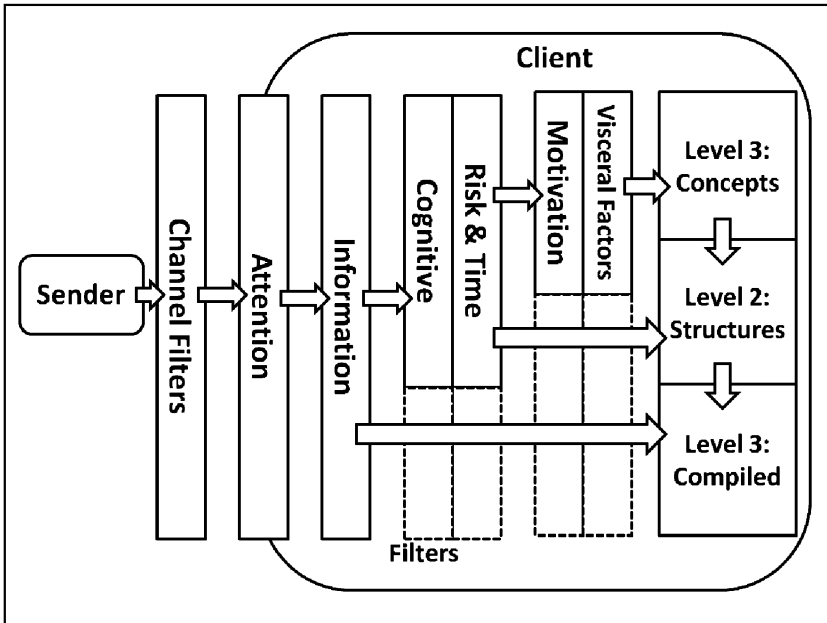 Client
Sender
Channel Filters
Attention
Information
Cognitive
Risk & Time
Motivation
Visceral Factors
Level 3:
Concepts
Level 2:
Structures
Level 3:
Compiled
Filters